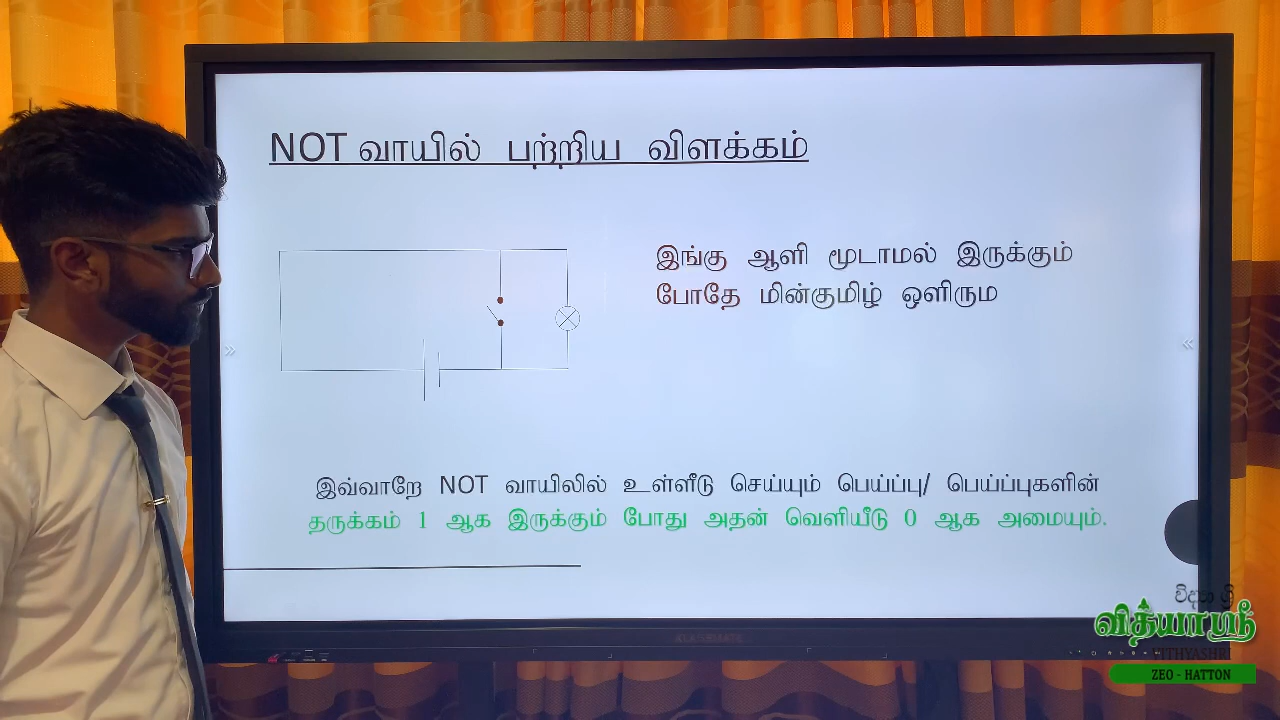 NOT வாயில் பற்றிய விளக்கம்
இங்கு ஆளி மூடாமல் இருக்கும்
போதே மின்குமிழ் ஒளிரும
இவ்வாறே NOT வாயிலில் உள்ளீடு செய்யும் பெய்ப்பு/ பெய்ப்புகளின்
தருக்கம் 1 ஆக இருக்கும் போது அதன் வெளியீடு 0 ஆக அமையும்.
විද්‍යා ශ්‍රී
வித்யாஸ்ரீ
VITHYASHRI
ZEO - HATTON